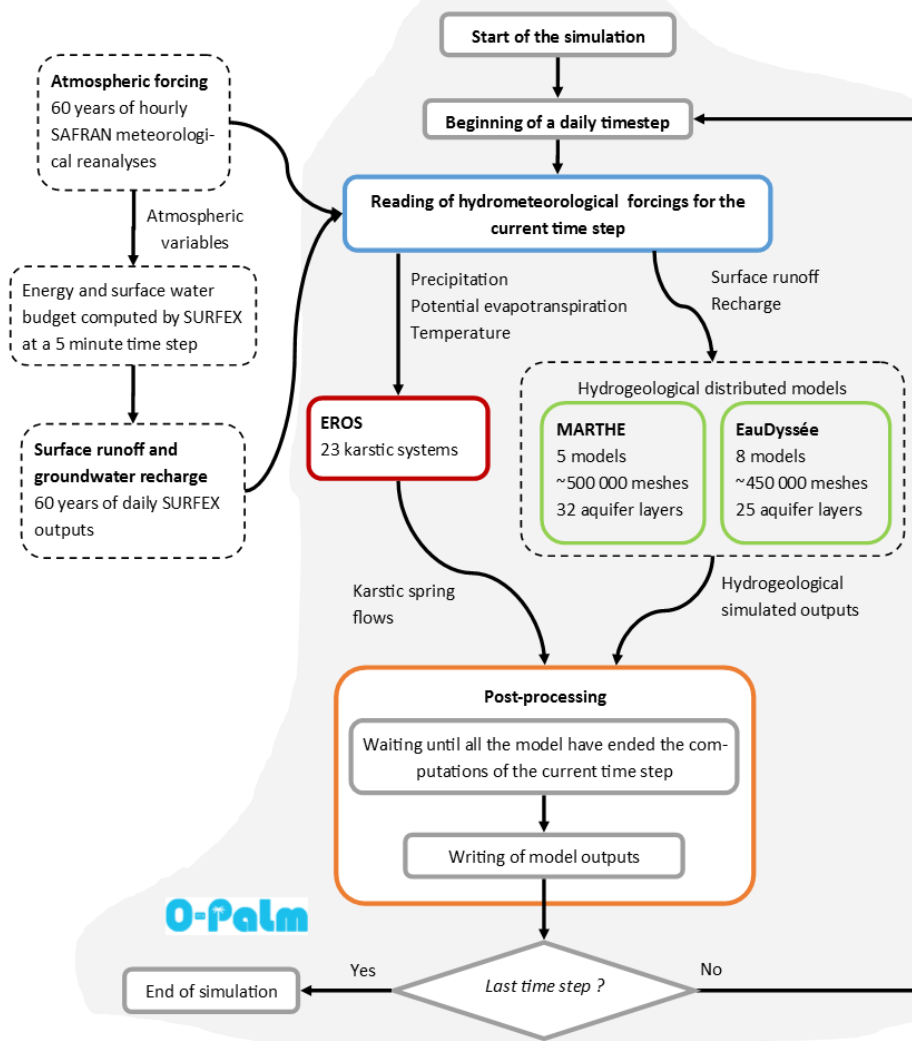 Start of the simulation
Beginning of a daily timestep
Atmospheric forcing
60 years of hourly
SAFRAN meteorologi-
cal reanalyses
Atmospheric
variables
Energy and surface water
budget computed by SURFEX
at a 5 minute time step
Surface runoff and
groundwater recharge
60 years of daily SURFEX
outputs
Reading of hydrometeorological forcings for the
current time step
Precipitation
Potential evapotranspiration
Temperature
Surface runoff
Recharge
EROS
23 karstic systems
Hydrogeological distributed models
MARTHE
5 models
~500 000 meshes
32 aquifer layers
EauDyssée
8 models
~450 000 meshes
25 aquifer layers
Karstic spring
flows
Hydrogeological
simulated outputs
Post-processing
Waiting until all the model have ended the com-
putations of the current time step
Writing of model outputs
O-PaLm
Last time step ?
Yes
No
End of simulation